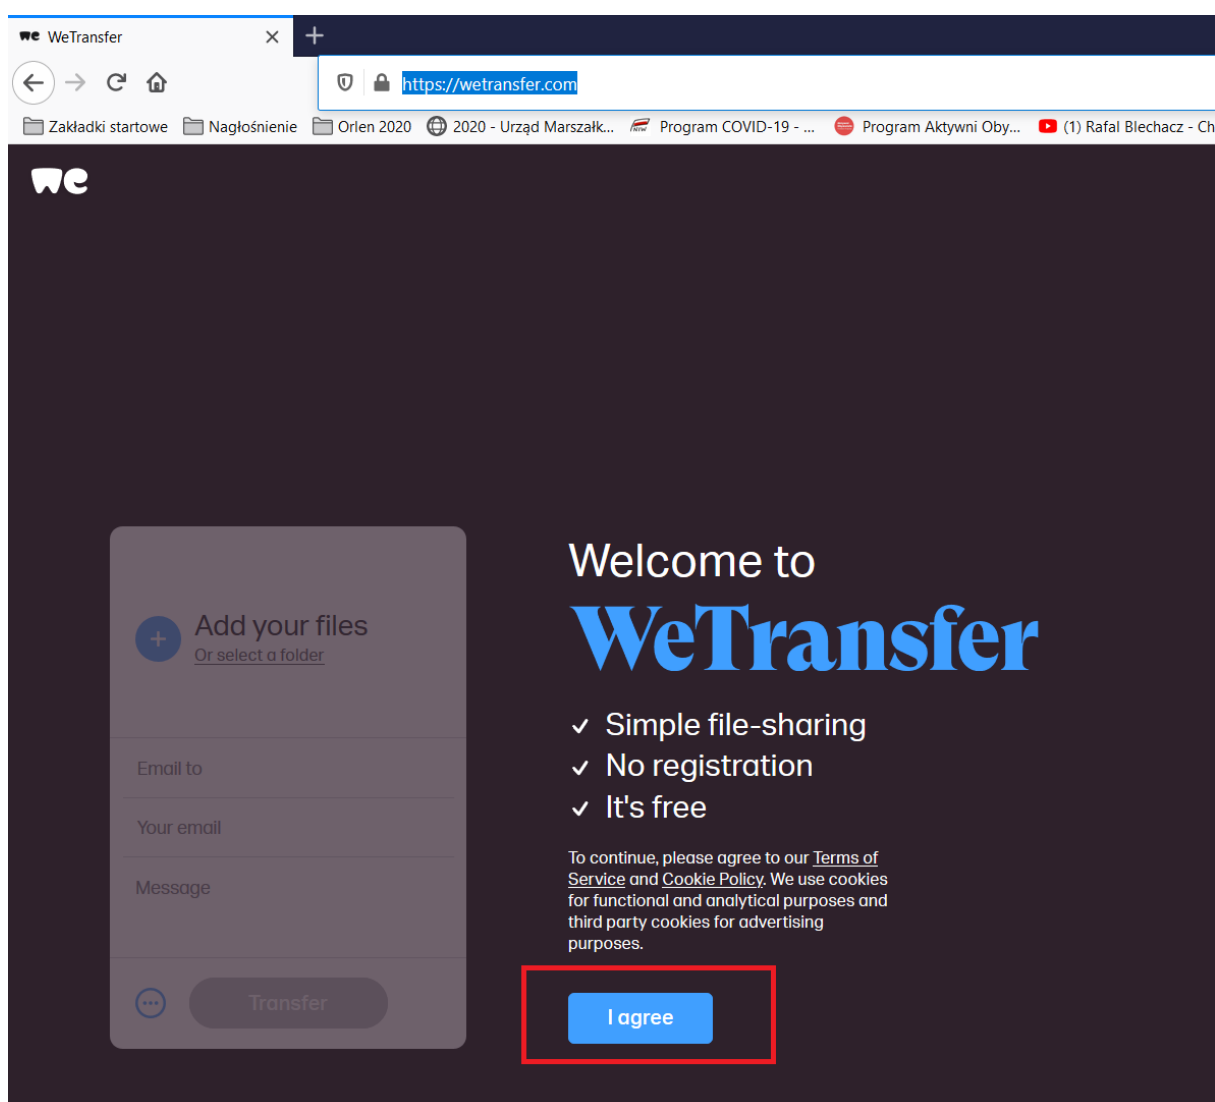 we WeTransfer
https://wetransfer.com
Zakładki startowe Nagłośnienie Orlen 2020 2020 - Urząd Marszałk... Program COVID-19 - ... Program Aktywni Oby... (1) Rafal Blechacz - Ch
we
Welcome to
WeTransfer
Simple file-sharing
No registration
It's free
To continue, please agree to our Terms of
Service and Cookie Policy. We use cookies
for functional and analytical purposes and
third party cookies for advertising
purposes.
I agree
Add your files
Or select a folder
Email to
Your email
Message
Transfer